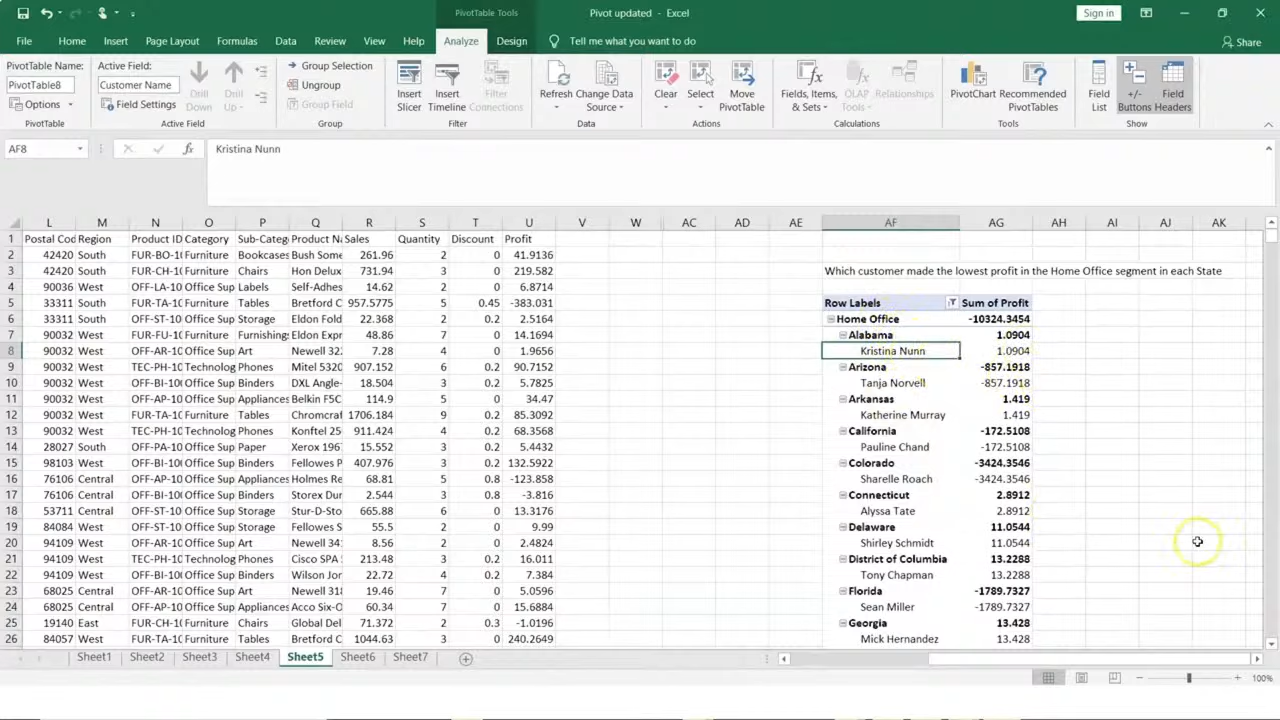 PivotTable Tools
Pivot updated - Excel
Sign in
File Home Insert Page Layout Formulas Data Review View Help Analyze Design Tell me what you want to do Share
PivotTable Name:
PivotTable8
Options
PivotTable
Active Field:
Customer Name
Field Settings
Drill Down
Drill Up
Active Field
Group Selection
Ungroup
Group Field
Group
Insert Slicer
Insert Timeline
Filter Connections
Filter
Refresh
Change Data Source
Data
Clear
Select
Move PivotTable
Actions
Fields, Items, & Sets
OLAP Tools
Relationships
Calculations
PivotChart
Recommended PivotTables
Tools
Field List
+/- Buttons
Field Headers
Show
AF8 fx Kristina Nunn
L M N O P Q R S T U V W AC AD AE AF AG AH AI AJ AK
1 Postal Cod Region Product ID Category Sub-Categ Product Na Sales Quantity Discount Profit
2 42420 South FUR-BO-10 Furniture Bookcases Bush Some 261.96 2 0 41.9136
3 42420 South FUR-CH-10 Furniture Chairs Hon Delux 731.94 3 0 219.582 Which customer made the lowest profit in the Home Office segment in each State
4 90036 West OFF-LA-10 Office Sup Labels Self-Adhes 14.62 2 0 6.8714
5 33311 South FUR-TA-10 Furniture Tables Bretford C 957.5775 5 0.45 -383.031 Row Labels Sum of Profit
6 33311 South OFF-ST-10 Office Sup Storage Eldon Fold 22.368 2 0.2 2.5164 Home Office -10324.3454
7 90032 West FUR-FU-10 Furniture Furnishing Eldon Expr 48.86 7 0 14.1694 Alabama 1.0904
8 90032 West OFF-AR-10 Office Sup Art Newell 32 7.28 4 0 1.9656 Kristina Nunn 1.0904
9 90032 West TEC-PH-10 Technolog Phones Mitel 5320 907.152 6 0.2 90.7152 Arizona -857.1918
10 90032 West OFF-BI-100 Office Sup Binders DXL Angle- 18.504 3 0.2 5.7825 Tanja Norvell -857.1918
11 90032 West OFF-AP-10 Office Sup Appliances Belkin F5C 114.9 5 0 34.47 Arkansas 1.419
12 90032 West FUR-TA-10 Furniture Tables Chromcraf 1706.184 9 0.2 85.3092 Katherine Murray 1.419
13 90032 West TEC-PH-10 Technolog Phones Konftel 25 911.424 4 0.2 68.3568 California -172.5108
14 28027 South OFF-PA-10 Office Sup Paper Xerox 196 15.552 3 0.2 5.4432 Pauline Chand -172.5108
15 98103 West OFF-BI-100 Office Sup Binders Fellowes P 407.976 3 0.2 132.5922 Colorado -3424.3546
16 76106 Central OFF-AP-10 Office Sup Appliances Holmes Re 68.81 5 0.8 -123.858 Sharelle Roach -3424.3546
17 76106 Central OFF-BI-100 Office Sup Binders Storex Dur 2.544 3 0.8 -3.816 Connecticut 2.8912
18 53711 Central OFF-ST-10 Office Sup Storage Stur-D-Sto 665.88 6 0 13.3176 Alyssa Tate 2.8912
19 84084 West OFF-ST-10 Office Sup Storage Fellowes S 55.5 2 0 9.99 Delaware 11.0544
20 94109 West OFF-AR-10 Office Sup Art Newell 34 8.56 2 0 2.4824 Shirley Schmidt 11.0544
21 94109 West TEC-PH-10 Technolog Phones Cisco SPA 213.48 3 0.2 16.011 District of Columbia 13.2288
22 94109 West OFF-BI-100 Office Sup Binders Wilson Jon 22.72 4 0.2 7.384 Tony Chapman 13.2288
23 68025 Central OFF-AR-10 Office Sup Art Newell 31 19.46 7 0 5.0596 Florida -1789.7327
24 68025 Central OFF-AP-10 Office Sup Appliances Acco Six-O 60.34 7 0 15.6884 Sean Miller -1789.7327
25 19140 East FUR-CH-10 Furniture Chairs Global Del 71.372 2 0.3 -1.0196 Georgia 13.428
26 84057 West FUR-TA-10 Furniture Tables Bretford C 1044.63 3 0 240.2649 Mick Hernandez 13.428
Sheet1 Sheet2 Sheet3 Sheet4 Sheet5 Sheet6 Sheet7
100%